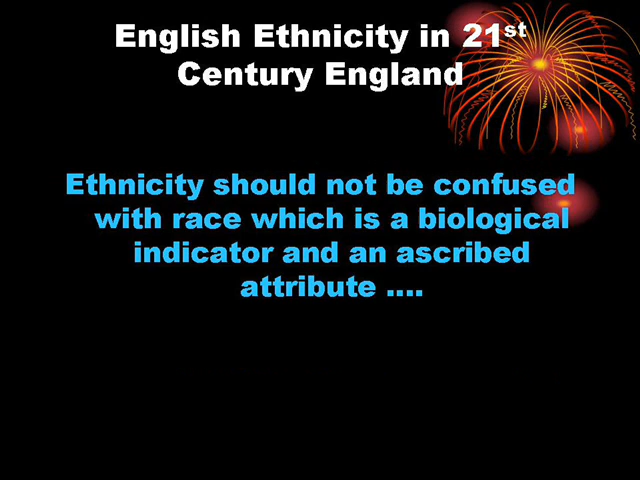 English Ethnicity in 21st
Century England
Ethnicity should not be confused
with race which is a biological
indicator and an ascribed
attribute ....